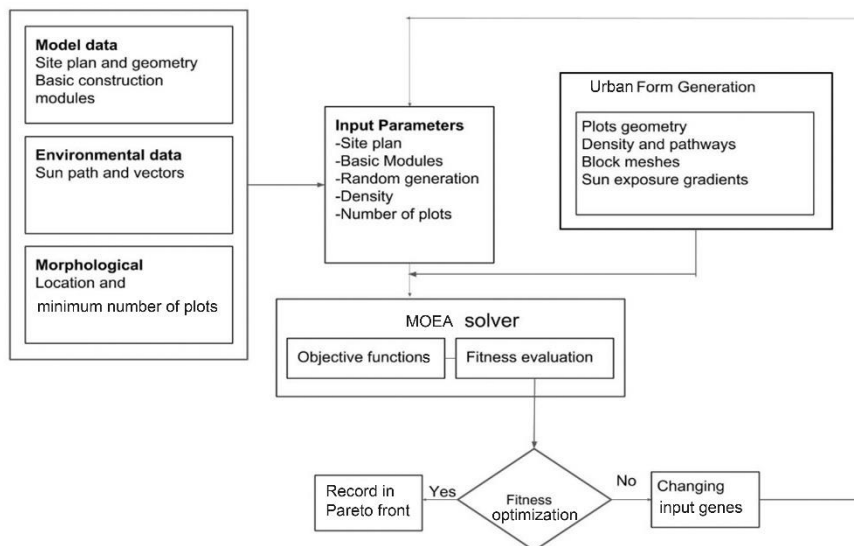 Model data
Site plan and geometry
Basic construction
modules
Environmental data
Sun path and vectors
Morphological
Location and
minimum number of plots
Input Parameters
-Site plan
-Basic Modules
-Random generation
-Density
-Number of plots
Urban Form Generation
Plots geometry
Density and pathways
Block meshes
Sun exposure gradients
MOEA solver
Objective functions
Fitness evaluation
Fitness
optimization
Yes
Record in
Pareto front
No
Changing
input genes